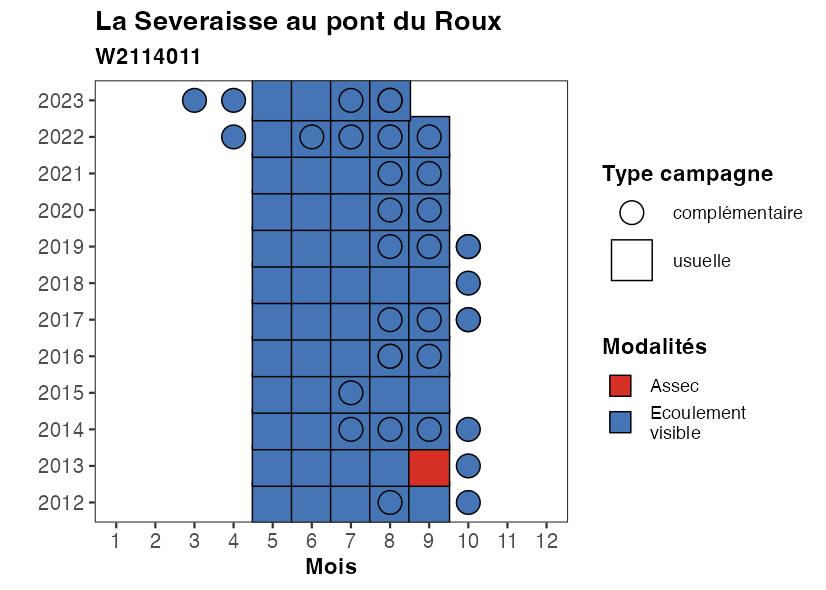 La Severaisse au pont du Roux
W2114011
2023
2022
2021
2020
2019
2018
2017
2016
2015
2014
2013
2012
1 2 3 4 5 6 7 8 9 10 11 12
Mois
Type campagne
complémentaire
usuelle
Modalités
Assec
Ecoulement
visible